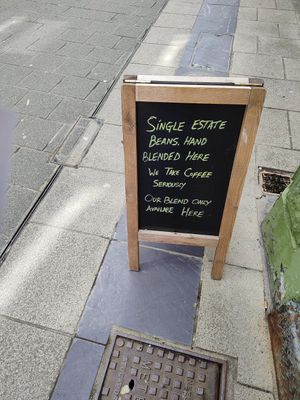 SINGLE ESTATE
BEANS. HAND
BLENDED HERE
WE TAKE COFFEE
SERIOUSLY
OUR BLEND ONLY
AVAILABLE HERE